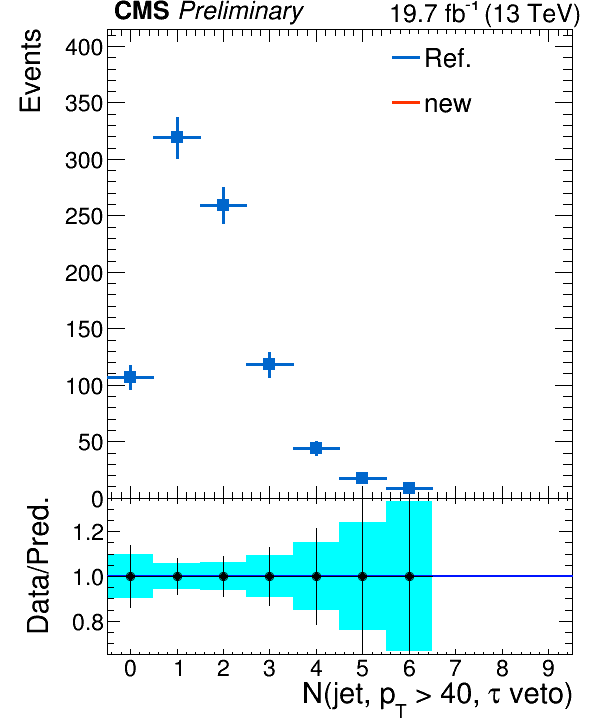 CMS Preliminary 19.7 fb⁻¹ (13 TeV)
Events
400
350
300
250
200
150
100
50
0
Ref.
new
Data/Pred.
1.2
1.0
0.8
0 1 2 3 4 5 6 7 8 9
N(jet, p_T > 40, τ veto)